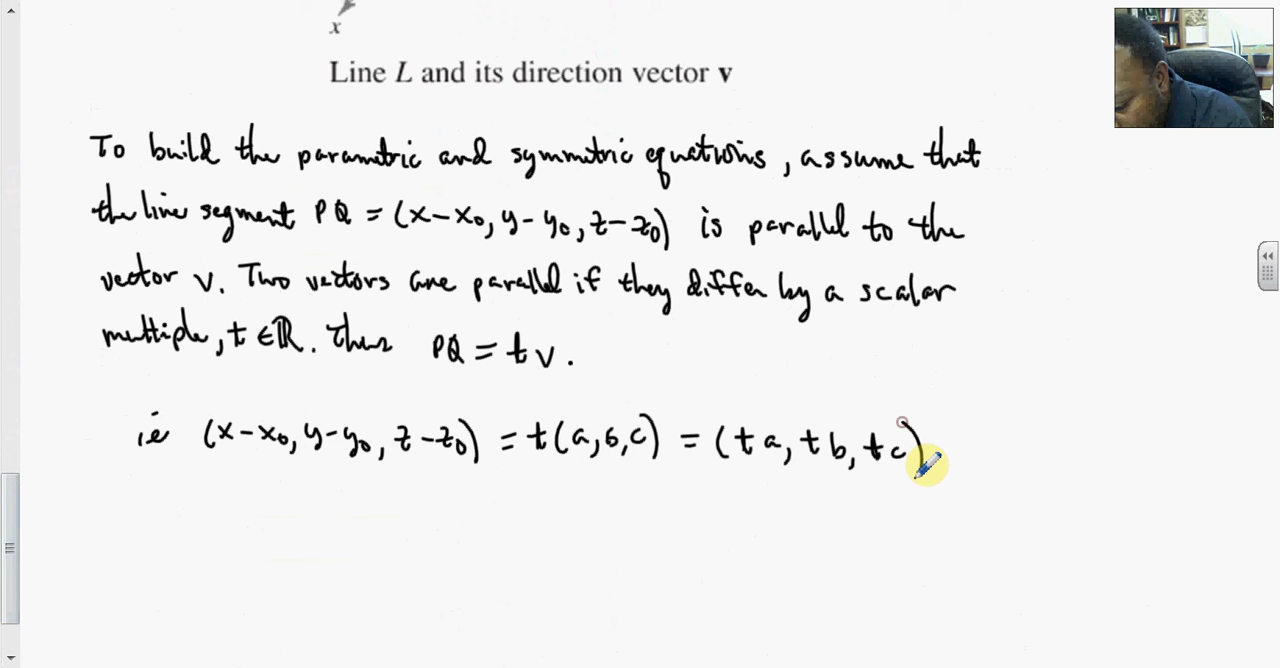 x
Line L and its direction vector v
To build the parametric and symmetric equations, assume that
the line segment PQ = (x-x₀, y-y₀, z-z₀) is parallel to the
vector v. Two vectors are parallel if they differ by a scalar
multiple, t ∈ ℝ. Thus PQ = tv.
ie (x-x₀, y-y₀, z-z₀) = t(a, b, c) = (ta, tb, tc)